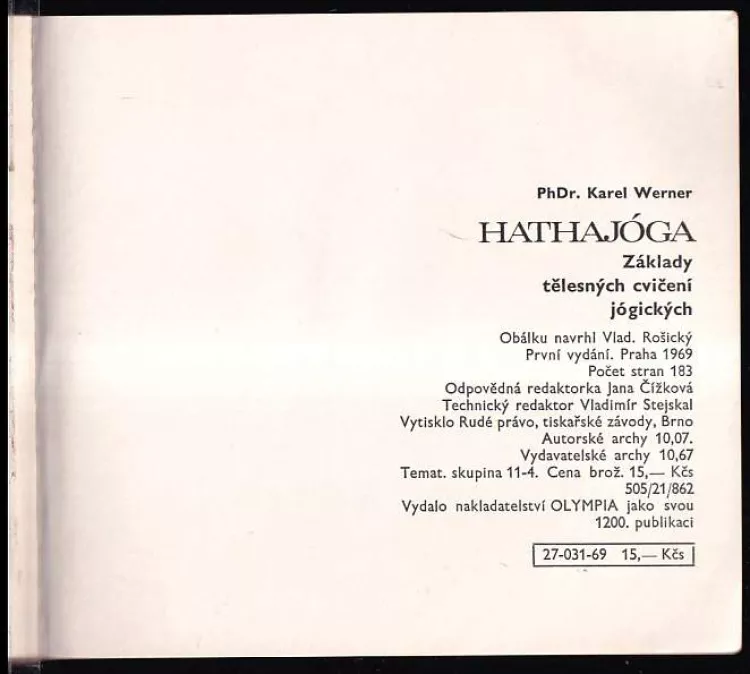 PhDr. Karel Werner
HATHAJÓGA
Základy
tělesných cvičení
jógických
Obálku navrhl Vlad. Rošický
První vydání. Praha 1969
Počet stran 183
Odpovědná redaktorka Jana Čížková
Technický redaktor Vladimír Stejskal
Vytisklo Rudé právo, tiskařské závody, Brno
Autorské archy 10,07.
Vydavatelské archy 10,67
Temat. skupina 11-4. Cena brož. 15,— Kčs
505/21/862
Vydalo nakladatelství OLYMPIA jako svou
1200. publikaci
27-031-69 15,— Kčs